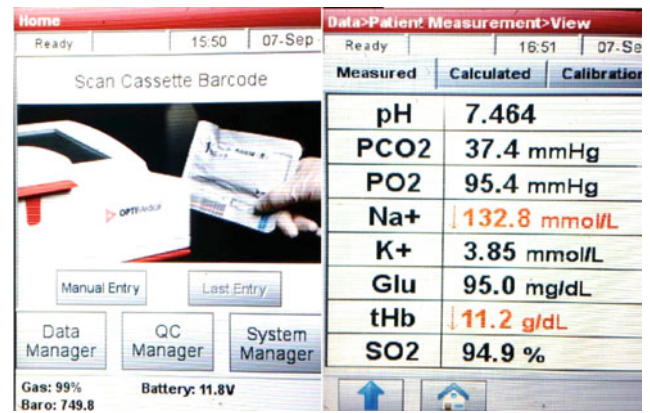 Home
Ready 15:50 07-Sep
Scan Cassette Barcode
OPTI
Manual Entry Last Entry
Data Manager QC Manager System Manager
Gas: 99% Battery: 11.8V
Baro: 749.8
Data>Patient Measurement>View
Ready 16:51 07-Se
Measured Calculated Calibration
pH 7.464
PCO2 37.4 mmHg
PO2 95.4 mmHg
Na+ ↓132.8 mmol/L
K+ 3.85 mmol/L
Glu 95.0 mg/dL
tHb ↓11.2 g/dL
SO2 94.9 %